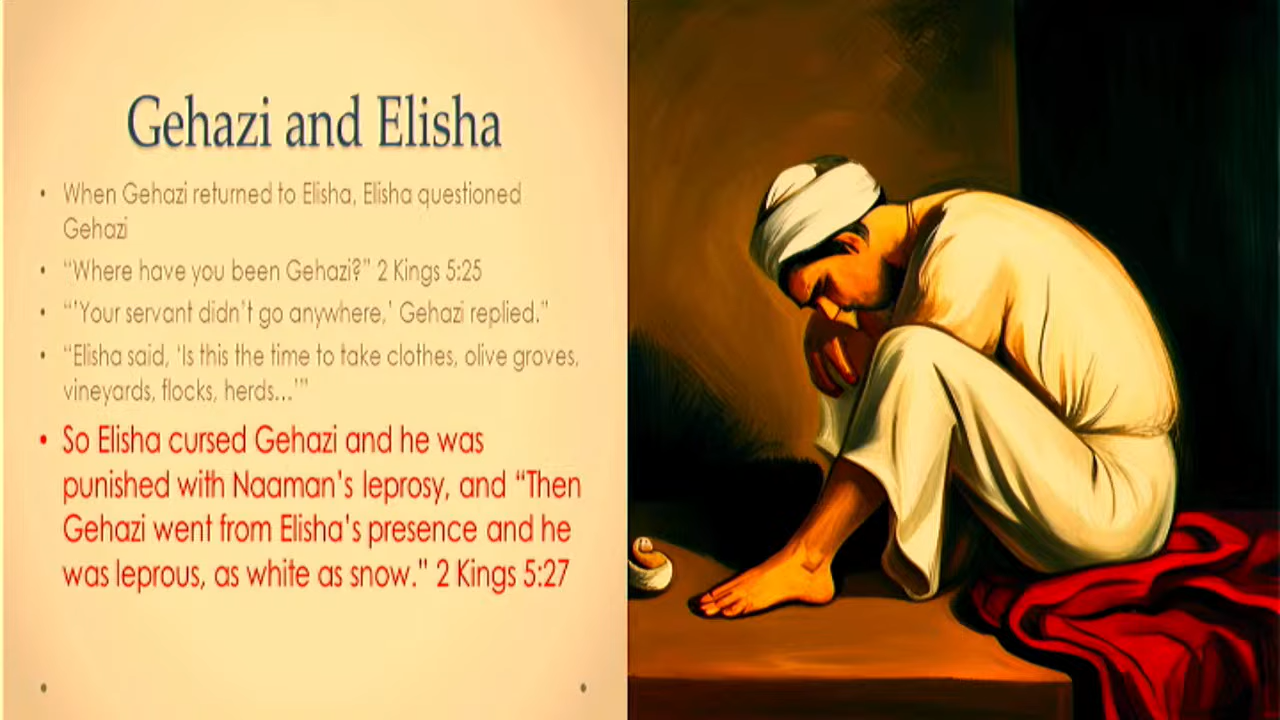 Gehazi and Elisha
• When Gehazi returned to Elisha, Elisha questioned
Gehazi
• “Where have you been Gehazi?” 2 Kings 5:25
• “‘Your servant didn’t go anywhere,’ Gehazi replied.”
• “Elisha said, ‘Is this the time to take clothes, olive groves,
vineyards, flocks, herds…’”
• So Elisha cursed Gehazi and he was
punished with Naaman’s leprosy, and “Then
Gehazi went from Elisha’s presence and he
was leprous, as white as snow.” 2 Kings 5:27